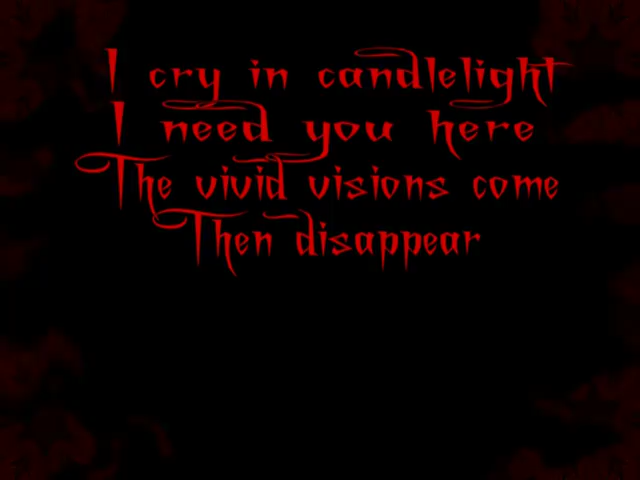 I cry in candlelight
I need you here
The vivid visions come
Then disappear